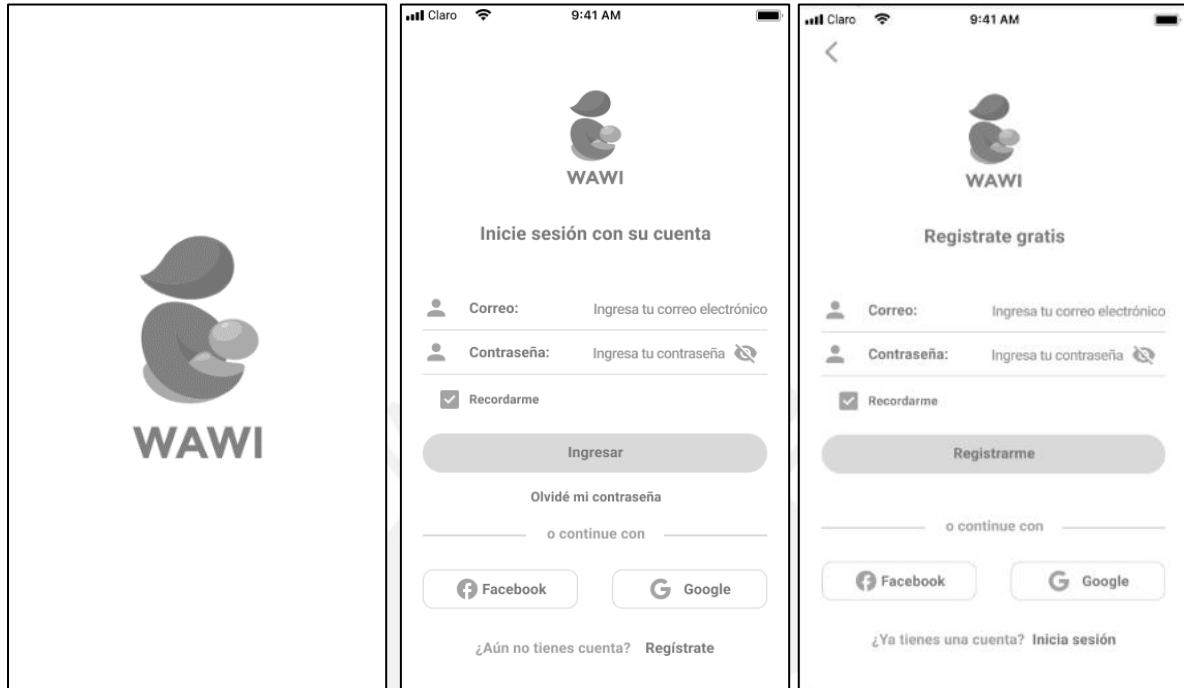 WAWI
Claro 9:41 AM
WAWI
Inicie sesión con su cuenta
Correo: Ingresa tu correo electrónico
Contraseña: Ingresa tu contraseña
Recordarme
Ingresar
Olvidé mi contraseña
o continue con
Facebook Google
¿Aún no tienes cuenta? Regístrate
Claro 9:41 AM
WAWI
Registrate gratis
Correo: Ingresa tu correo electrónico
Contraseña: Ingresa tu contraseña
Recordarme
Registrarme
o continue con
Facebook Google
¿Ya tienes una cuenta? Inicia sesión